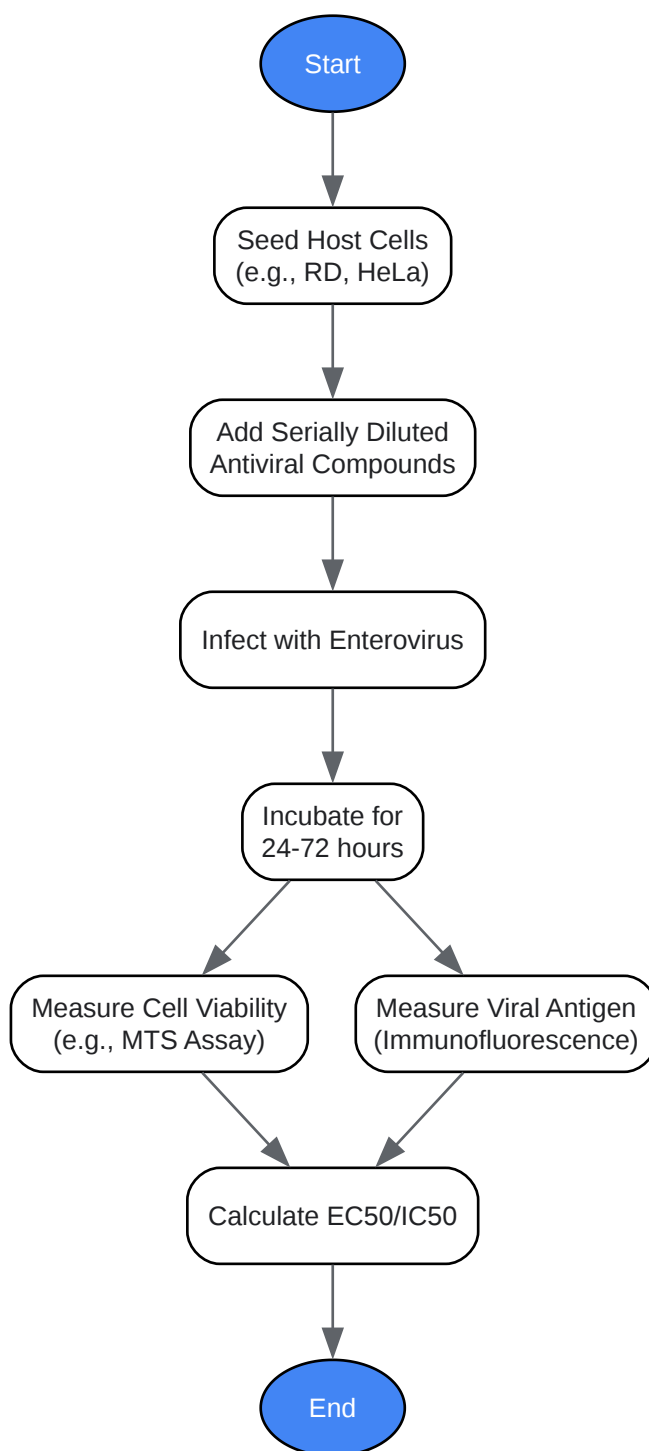 Start
Seed Host Cells
(e.g., RD, HeLa)
Add Serially Diluted
Antiviral Compounds
Infect with Enterovirus
Incubate for
24-72 hours
Measure Cell Viability
(e.g., MTS Assay)
Measure Viral Antigen
(Immunofluorescence)
Calculate EC50/IC50
End